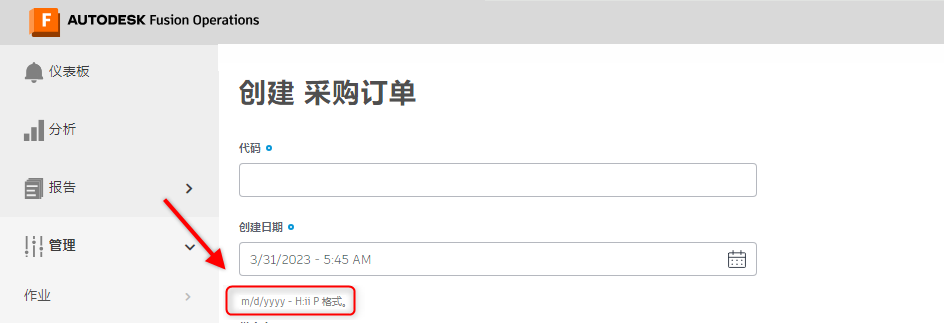 AUTODESK Fusion Operations
仪表板
分析
报告
管理
作业
创建 采购订单
代码
创建日期
3/31/2023 - 5:45 AM
m/d/yyyy - H:ii P 格式。